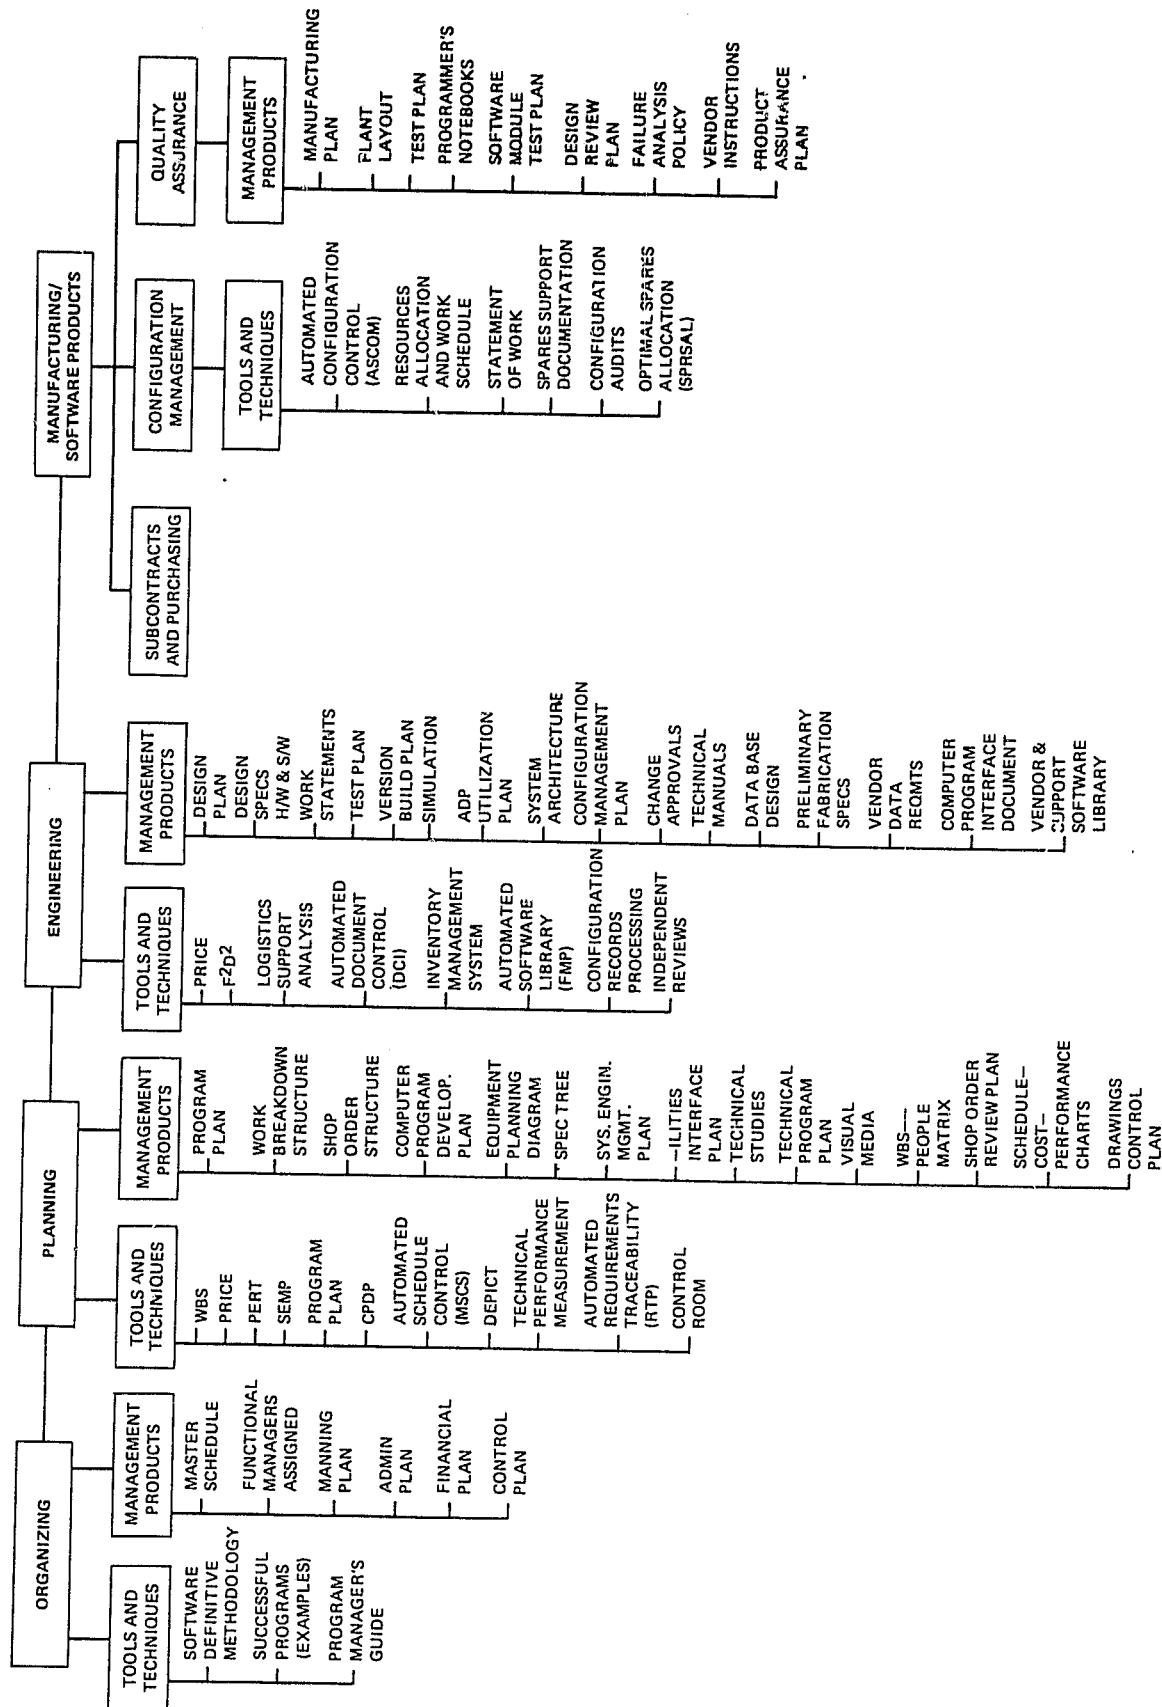 ORGANIZING
TOOLS AND
TECHNIQUES
SOFTWARE
DEFINITIVE
METHODOLOGY
SUCCESSFUL
PROGRAMS
(EXAMPLES)
PROGRAM
MANAGER'S
GUIDE
MANAGEMENT
PRODUCTS
MASTER
SCHEDULE
FUNCTIONAL
MANAGERS
ASSIGNED
MANNING
PLAN
ADMIN
PLAN
FINANCIAL
PLAN
CONTROL
PLAN
PLANNING
TOOLS AND
TECHNIQUES
WBS
PRICE
PERT
SEMP
PROGRAM
PLAN
CPDP
AUTOMATED
SCHEDULE
CONTROL
(MSCS)
DEPICT
TECHNICAL
PERFORMANCE
MEASUREMENT
AUTOMATED
REQUIREMENTS
TRACEABILITY
(RTP)
CONTROL
ROOM
MANAGEMENT
PRODUCTS
PROGRAM
PLAN
WORK
BREAKDOWN
STRUCTURE
SHOP
ORDER
STRUCTURE
COMPUTER
PROGRAM
DEVELOP.
PLAN
EQUIPMENT
PLANNING
DIAGRAM
SPEC TREE
SYS. ENGIN.
MGMT.
PLAN
—ILITIES
INTERFACE
PLAN
TECHNICAL
STUDIES
TECHNICAL
PROGRAM
PLAN
VISUAL
MEDIA
WBS—
PEOPLE
MATRIX
SHOP ORDER
REVIEW PLAN
SCHEDULE—
COST—
PERFORMANCE
CHARTS
DRAWINGS
CONTROL
PLAN
ENGINEERING
TOOLS AND
TECHNIQUES
PRICE
F²D²
LOGISTICS
SUPPORT
ANALYSIS
AUTOMATED
DOCUMENT
CONTROL
(DCI)
INVENTORY
MANAGEMENT
SYSTEM
AUTOMATED
SOFTWARE
LIBRARY
(FMP)
CONFIGURATION
RECORDS
PROCESSING
INDEPENDENT
REVIEWS
MANAGEMENT
PRODUCTS
DESIGN
PLAN
DESIGN
SPECS
H/W & S/W
WORK
STATEMENTS
TEST PLAN
VERSION
BUILD PLAN
SIMULATION
ADP
UTILIZATION
PLAN
SYSTEM
ARCHITECTURE
CONFIGURATION
MANAGEMENT
PLAN
CHANGE
APPROVALS
TECHNICAL
MANUALS
DATA BASE
DESIGN
PRELIMINARY
FABRICATION
SPECS
VENDOR
DATA
REQMTS
COMPUTER
PROGRAM
INTERFACE
DOCUMENT
VENDOR &
SUPPORT
SOFTWARE
LIBRARY
MANUFACTURING/
SOFTWARE PRODUCTS
SUBCONTRACTS
AND PURCHASING
CONFIGURATION
MANAGEMENT
TOOLS AND
TECHNIQUES
AUTOMATED
CONFIGURATION
CONTROL
(ASCOM)
RESOURCES
ALLOCATION
AND WORK
SCHEDULE
STATEMENT
OF WORK
SPARES SUPPORT
DOCUMENTATION
CONFIGURATION
AUDITS
OPTIMAL SPARES
ALLOCATION
(SPRSAL)
QUALITY
ASSURANCE
MANAGEMENT
PRODUCTS
MANUFACTURING
PLAN
PLANT
LAYOUT
TEST PLAN
PROGRAMMER'S
NOTEBOOKS
SOFTWARE
MODULE
TEST PLAN
DESIGN
REVIEW
PLAN
FAILURE
ANALYSIS
POLICY
VENDOR
INSTRUCTIONS
PRODUCT
ASSURANCE
PLAN